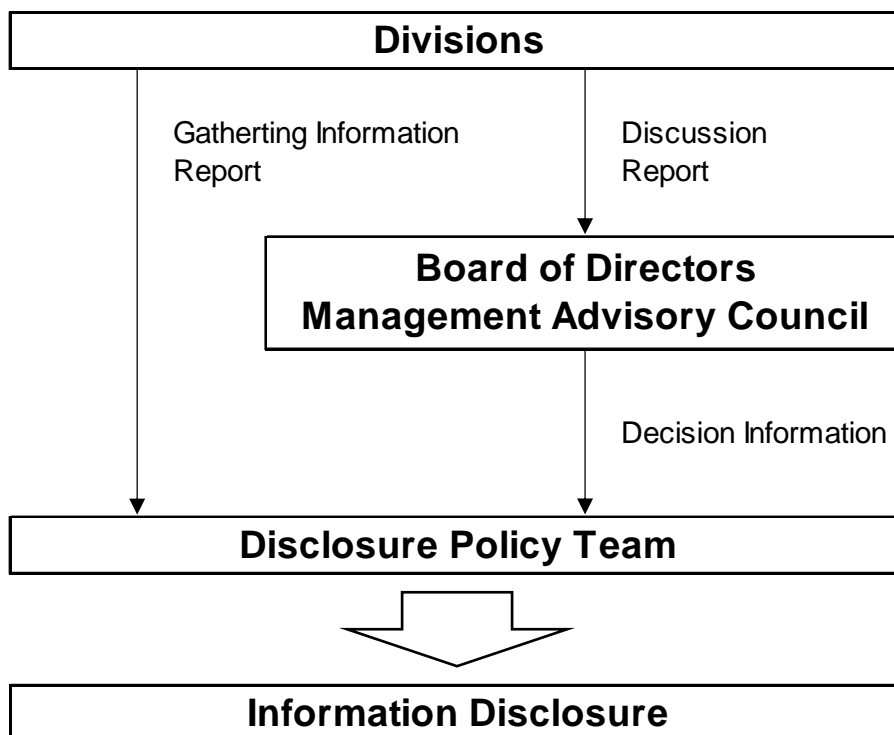 Divisions
Gatherting Information
Report
Discussion
Report
Board of Directors
Management Advisory Council
Decision Information
Disclosure Policy Team
Information Disclosure